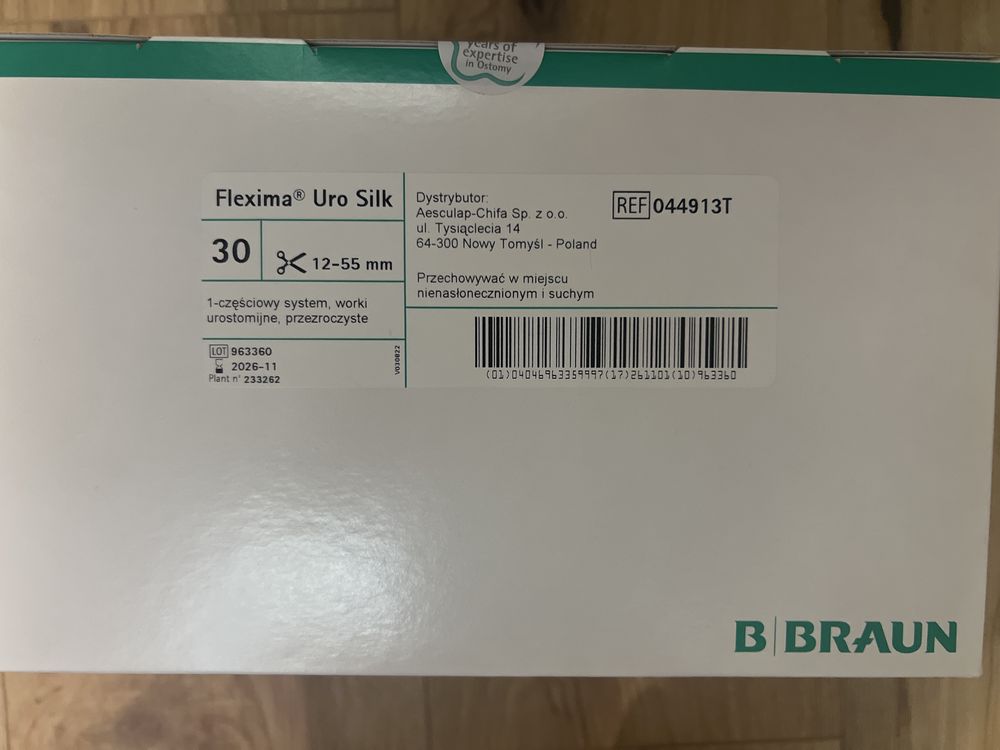 years of
expertise
in Ostomy
Flexima® Uro Silk
30
12-55 mm
1-częściowy system, worki
urostomijne, przezroczyste
LOT 963360
2026-11
Plant n° 233262
V030822
Dystrybutor:
Aesculap-Chifa Sp. z o.o.
ul. Tysiąclecia 14
64-300 Nowy Tomyśl - Poland
REF 044913T
Przechowywać w miejscu
nienasłonecznionym i suchym
(01)04046963359997(17)261101(10)963360
B|BRAUN